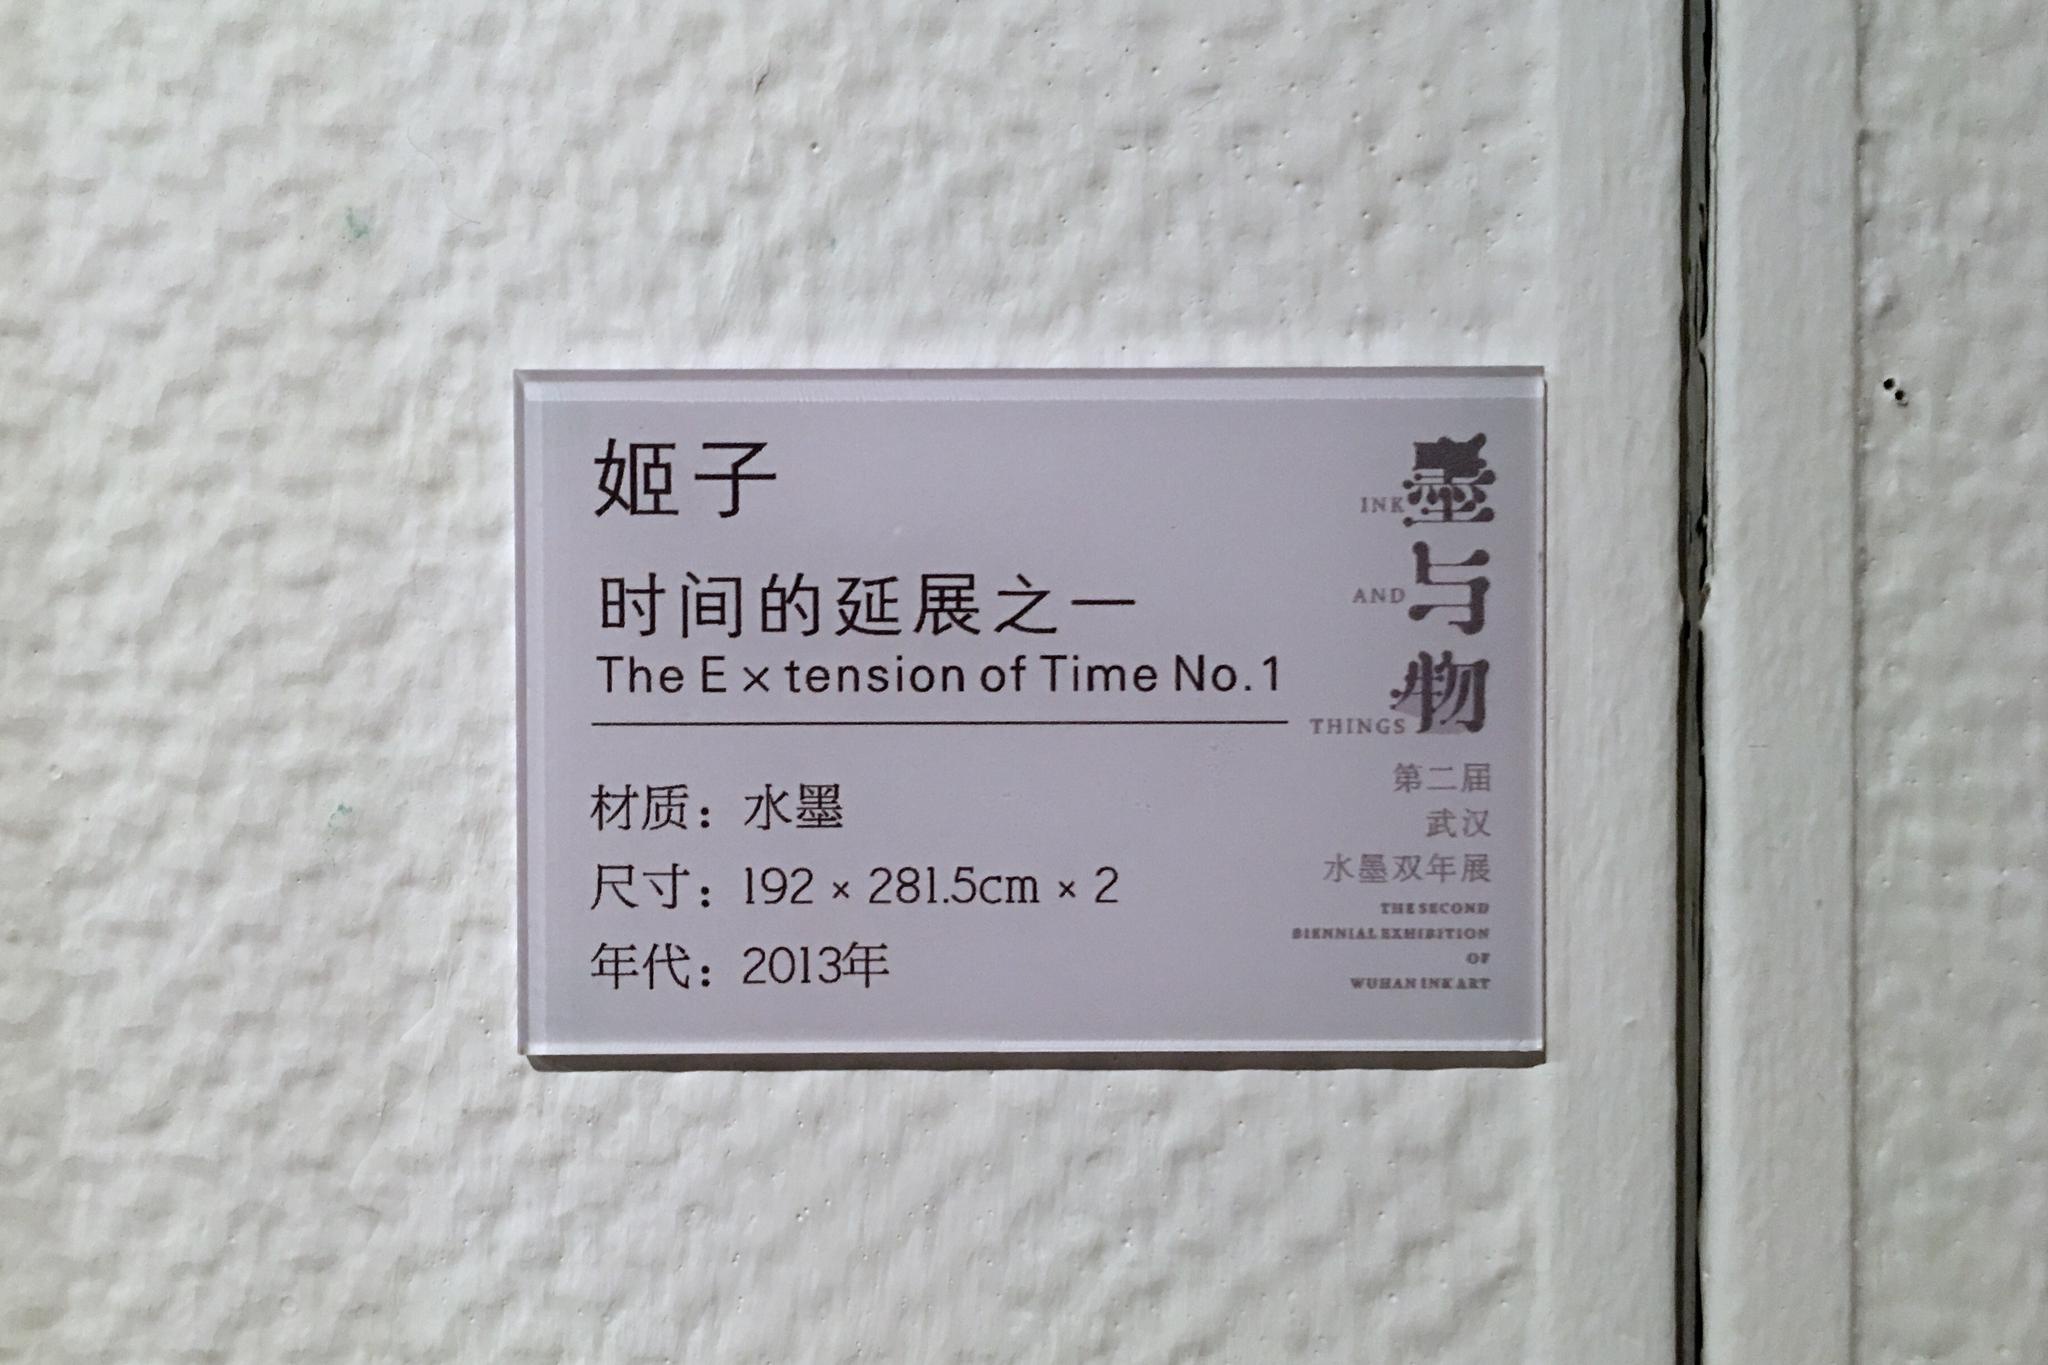 姬子
时间的延展之一
The E × tension of Time No.1
材质：水墨
尺寸：192 × 281.5cm × 2
年代：2013年
INK 墨
AND 与
THINGS 物
第二届
武汉
水墨双年展
THE SECOND
BIENNIAL EXHIBITION
OF
WUHAN INK ART